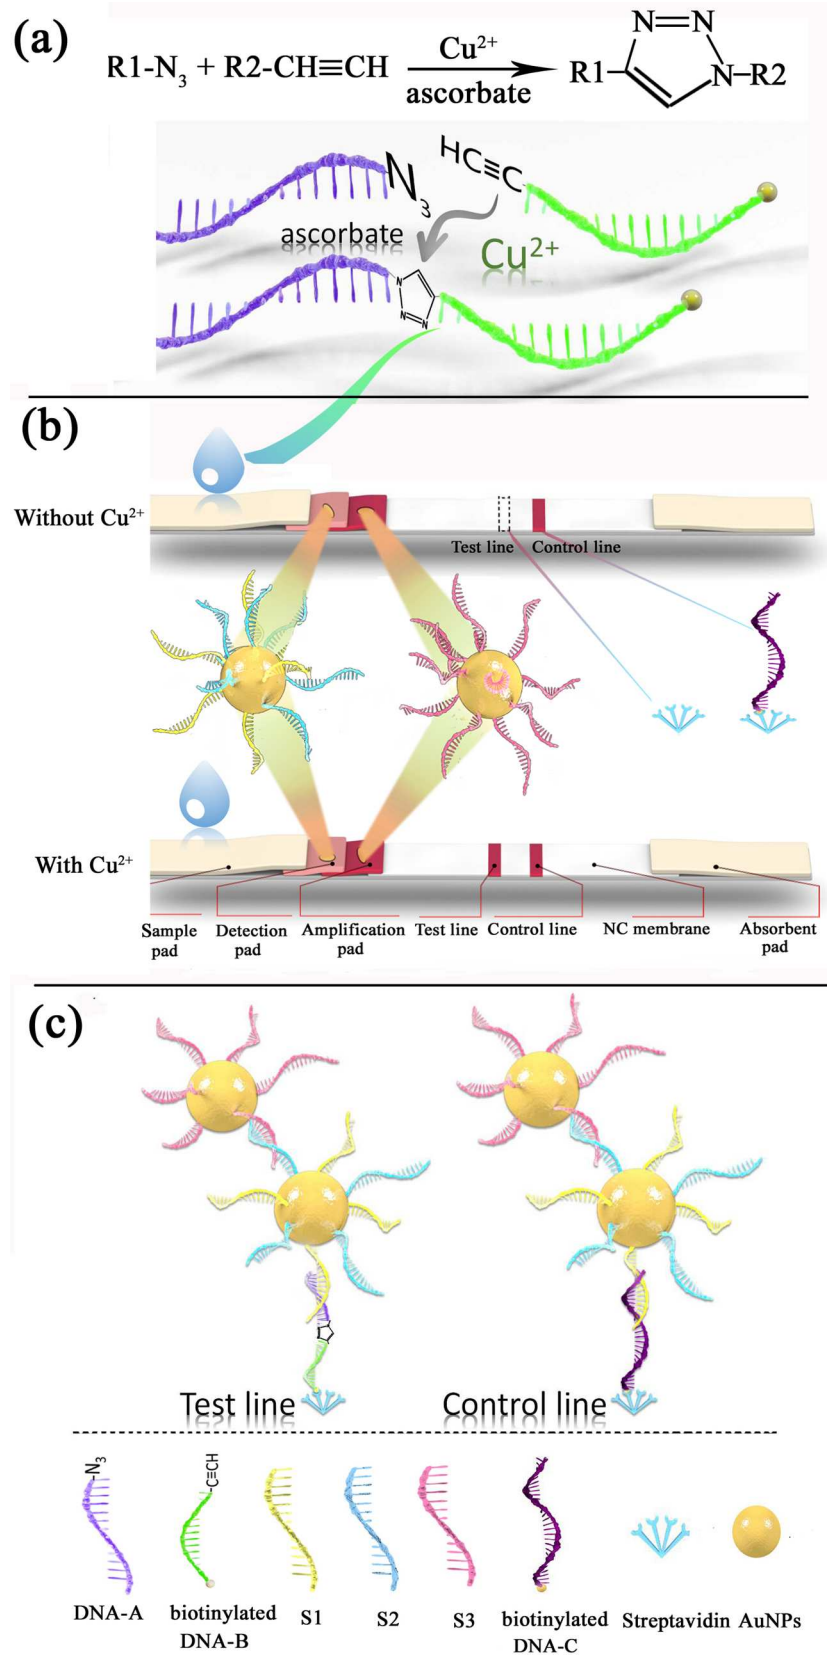 (a)
R1-N₃ + R2-CH≡CH
Cu²⁺
ascorbate
N=N
R1
N-R2
HC≡C
N₃
ascorbate
Cu²⁺
N
N
N
(b)
Without Cu²⁺
Test line
Control line
With Cu²⁺
Sample pad
Detection pad
Amplification pad
Test line
Control line
NC membrane
Absorbent pad
(c)
Test line
Control line
-N₃
-C≡CH
DNA-A
biotinylated DNA-B
S1
S2
S3
biotinylated DNA-C
Streptavidin
AuNPs